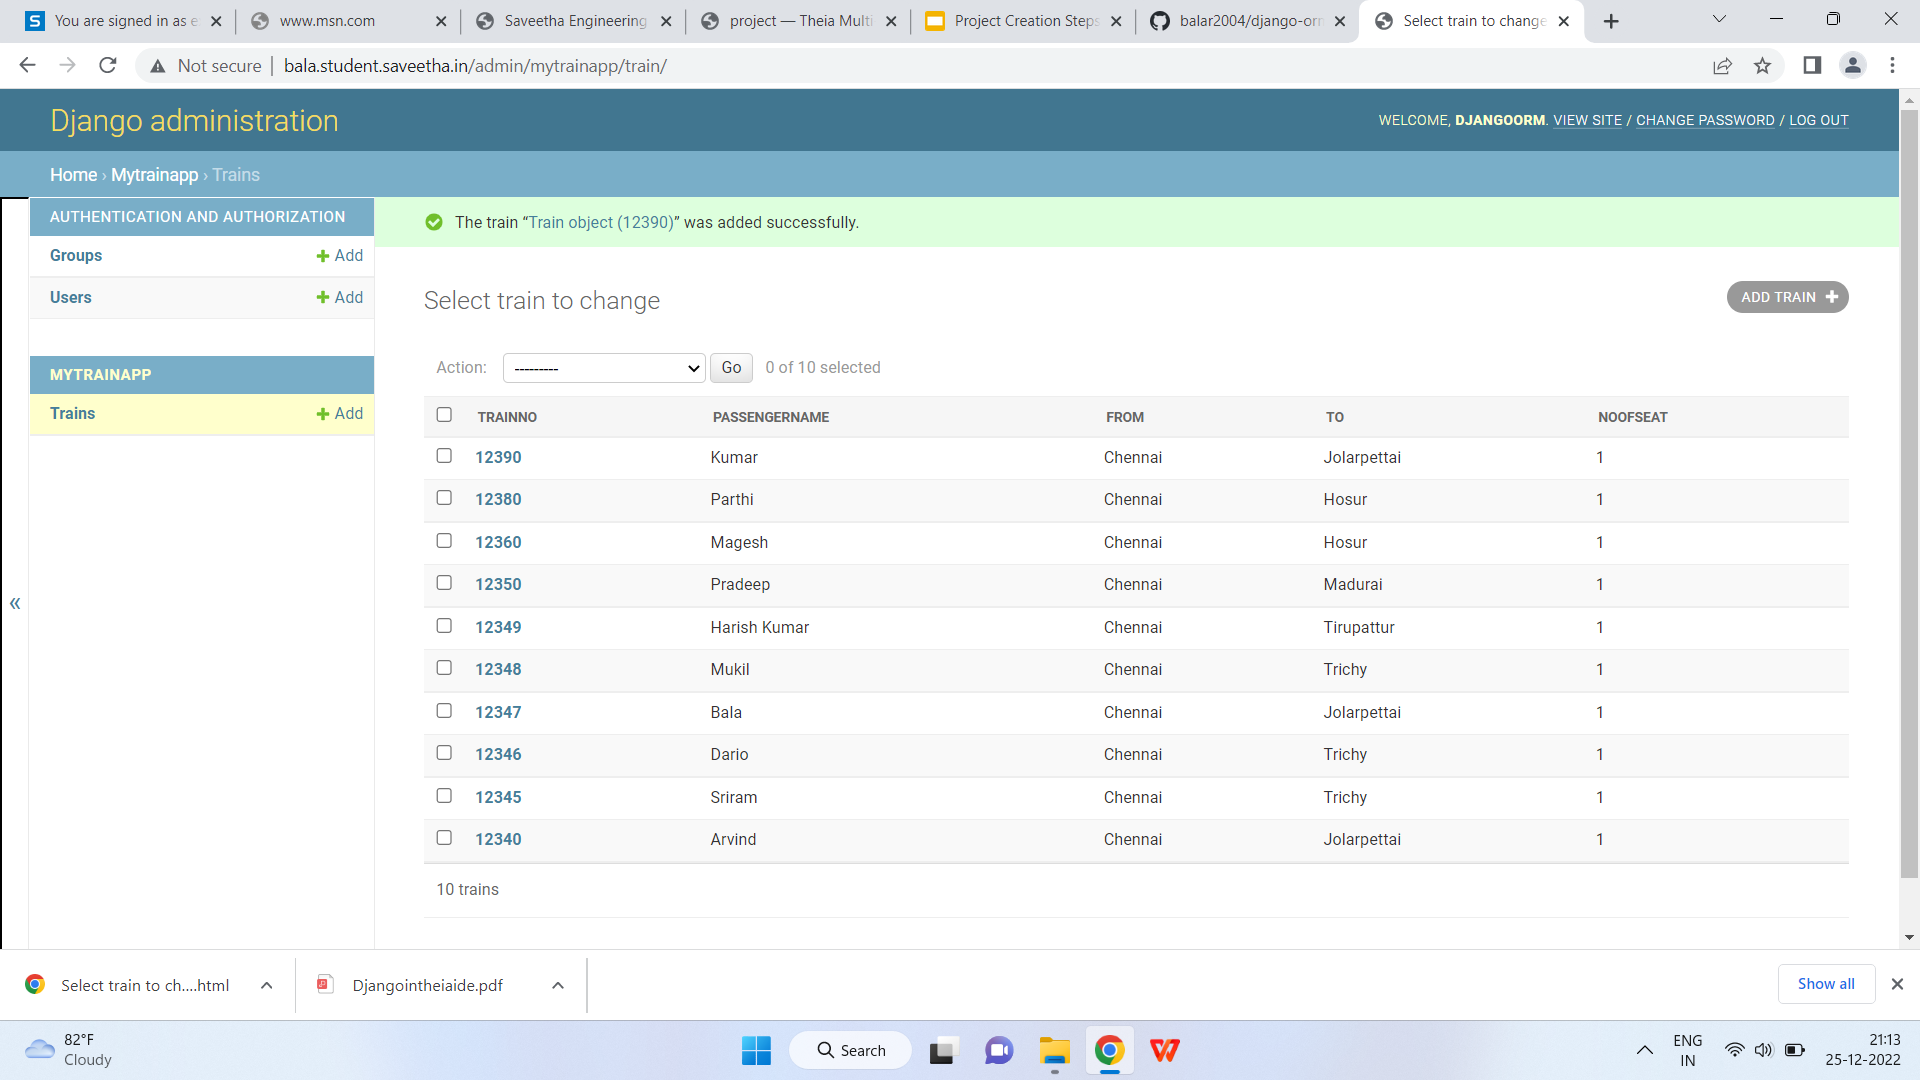 You are signed in as e
www.msn.com
Saveetha Engineering
project — Theia Multi
Project Creation Steps
balar2004/django-orm
Select train to change
Not secure
bala.student.saveetha.in/admin/mytrainapp/train/
Django administration
WELCOME, DJANGOORM. VIEW SITE / CHANGE PASSWORD / LOG OUT
Home › Mytrainapp › Trains
AUTHENTICATION AND AUTHORIZATION
Groups Add
Users Add
MYTRAINAPP
Trains Add
«
The train “Train object (12390)” was added successfully.
Select train to change
ADD TRAIN
Action: --------- Go 0 of 10 selected
TRAINNO PASSENGERNAME FROM TO NOOFSEAT
12390 Kumar Chennai Jolarpettai 1
12380 Parthi Chennai Hosur 1
12360 Magesh Chennai Hosur 1
12350 Pradeep Chennai Madurai 1
12349 Harish Kumar Chennai Tirupattur 1
12348 Mukil Chennai Trichy 1
12347 Bala Chennai Jolarpettai 1
12346 Dario Chennai Trichy 1
12345 Sriram Chennai Trichy 1
12340 Arvind Chennai Jolarpettai 1
10 trains
Select train to ch....html
Djangointheiaide.pdf
Show all
82°F
Cloudy
Search
ENG
IN
21:13
25-12-2022